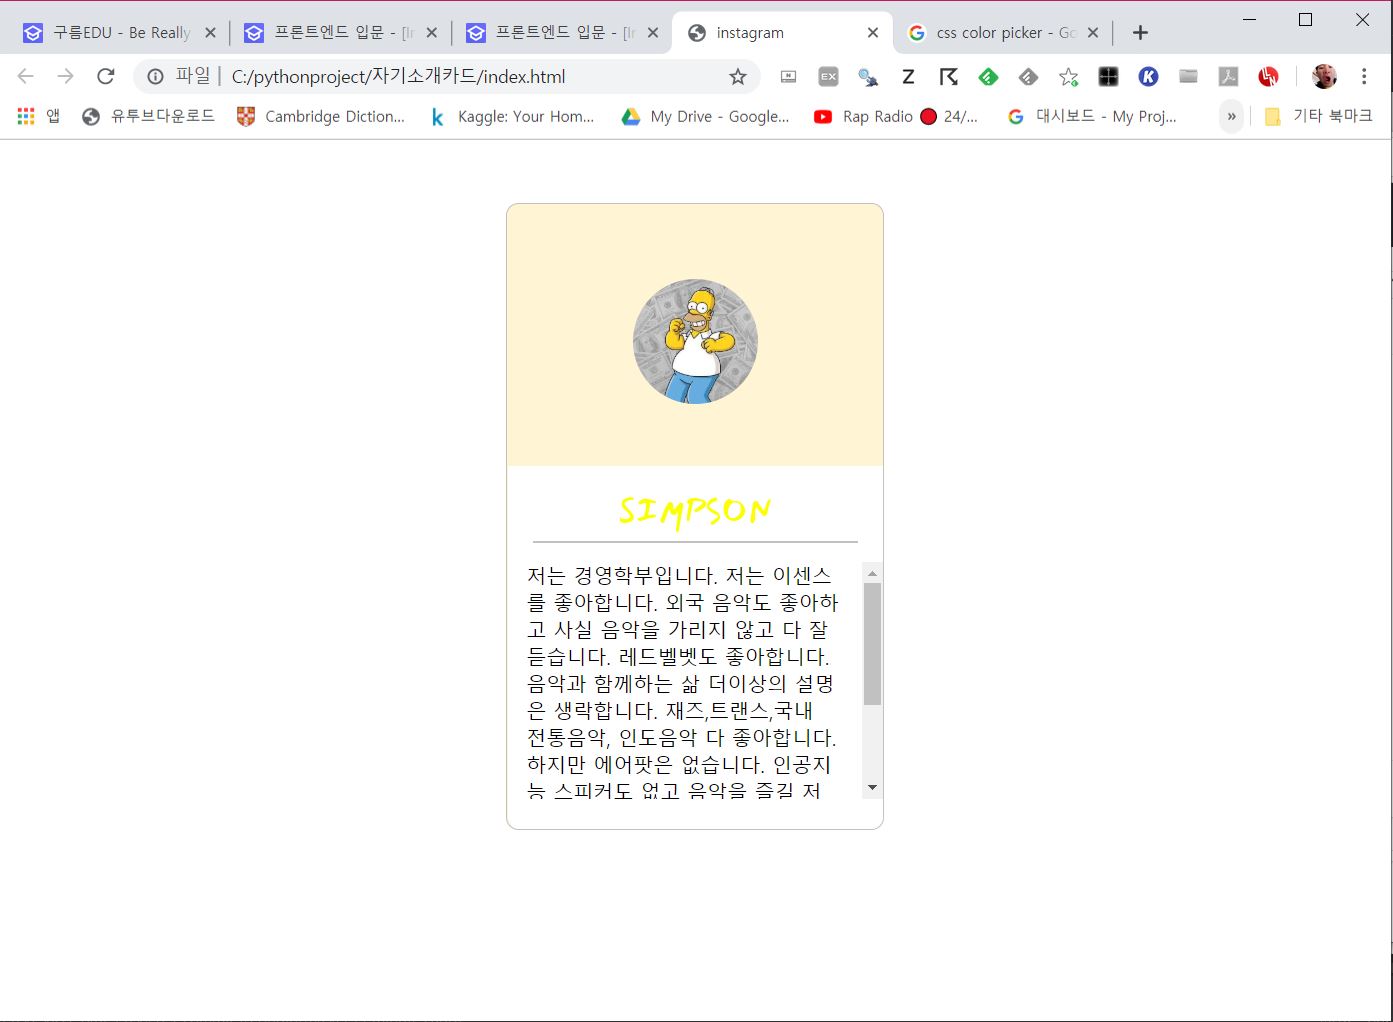 구름EDU - Be Really
프론트엔드 입문 - [In
프론트엔드 입문 - [In
instagram
css color picker - Go
파일 | C:/pythonproject/자기소개카드/index.html
EX
Z
K
앱
유투브다운로드
Cambridge Diction...
k Kaggle: Your Hom...
My Drive - Google...
Rap Radio 🔴 24/...
대시보드 - My Proj...
»
기타 북마크
SIMPSON
저는 경영학부입니다. 저는 이센스
를 좋아합니다. 외국 음악도 좋아하
고 사실 음악을 가리지 않고 다 잘
듣습니다. 레드벨벳도 좋아합니다.
음악과 함께하는 삶 더이상의 설명
은 생략합니다. 재즈,트랜스,국내
전통음악, 인도음악 다 좋아합니다.
하지만 에어팟은 없습니다. 인공지
능 스피커도 없고 음악을 즐길 저